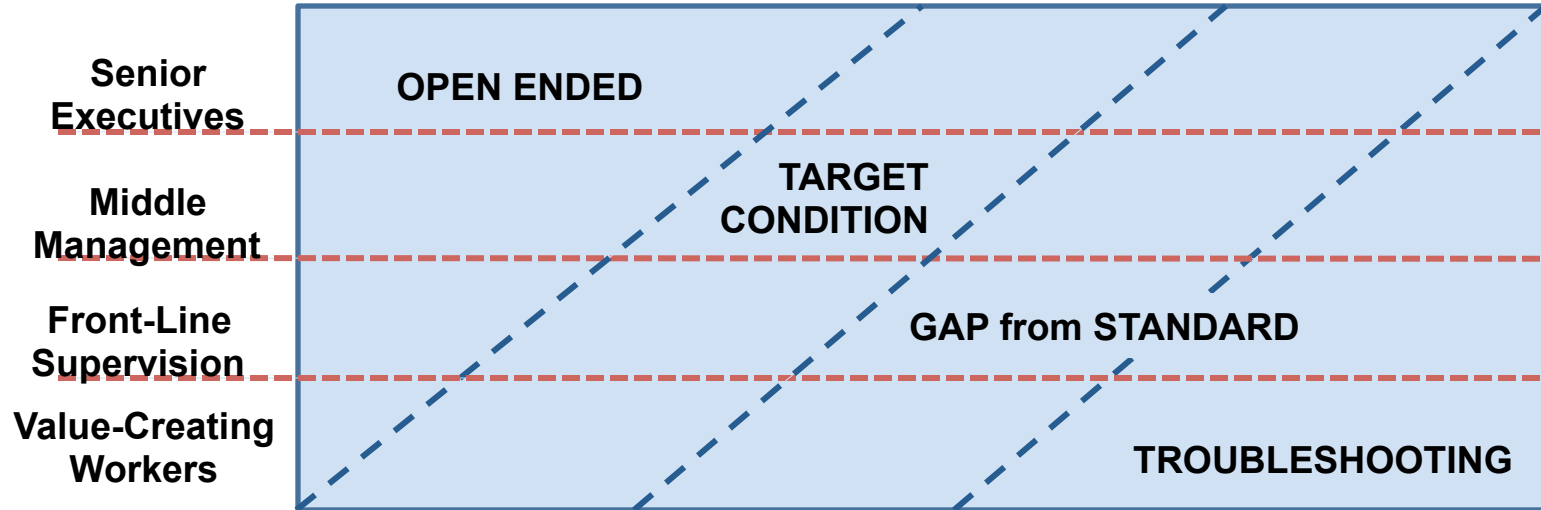 Senior
Executives
OPEN ENDED
Middle
Management
TARGET
CONDITION
Front-Line
Supervision
GAP from STANDARD
Value-Creating
Workers
TROUBLESHOOTING